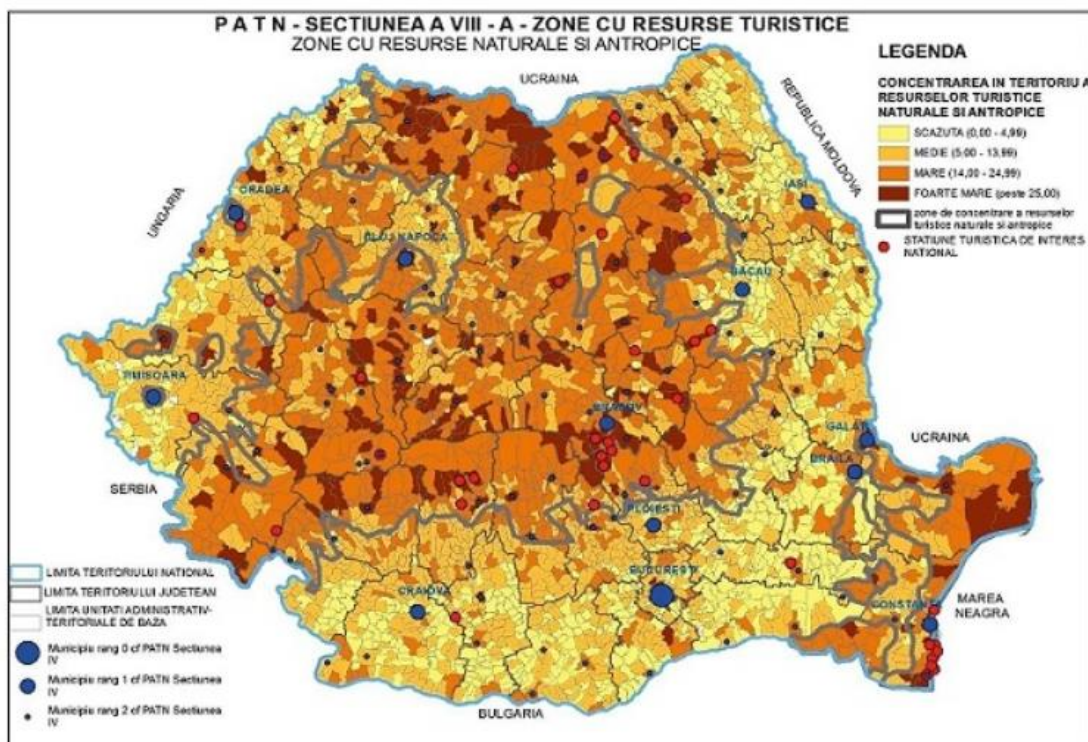 P A T N - SECTIUNEA A VIII - A - ZONE CU RESURSE TURISTICE
ZONE CU RESURSE NATURALE SI ANTROPICE
UCRAINA
REPUBLICA MOLDOVA
UNGARIA
ORADEA
CLUJ NAPOCA
IASI
BACAU
TIMISOARA
BRASOV
GALATI
BRAILA
UCRAINA
SERBIA
PLOIESTI
BUCURESTI
CRAIOVA
CONSTANTA
MAREA
NEAGRA
BULGARIA
LEGENDA
CONCENTRAREA IN TERITORIU A
RESURSELOR TURISTICE
NATURALE SI ANTROPICE
SCAZUTA (0,00 - 4,99)
MEDIE (5,00 - 13,99)
MARE (14,00 - 24,99)
FOARTE MARE (peste 25,00)
zone de concentrare a resurselor
turistice naturale si antropice
STATIUNE TURISTICA DE INTERES
NATIONAL
LIMITA TERITORIULUI NATIONAL
LIMITA TERITORIULUI JUDETEAN
LIMITA UNITATI ADMINISTRATIV-
TERITORIALE DE BAZA
Municipiu rang 0 cf PATN Sectiunea
IV
Municipiu rang 1 cf PATN Sectiunea
IV
Municipiu rang 2 cf PATN Sectiunea
IV